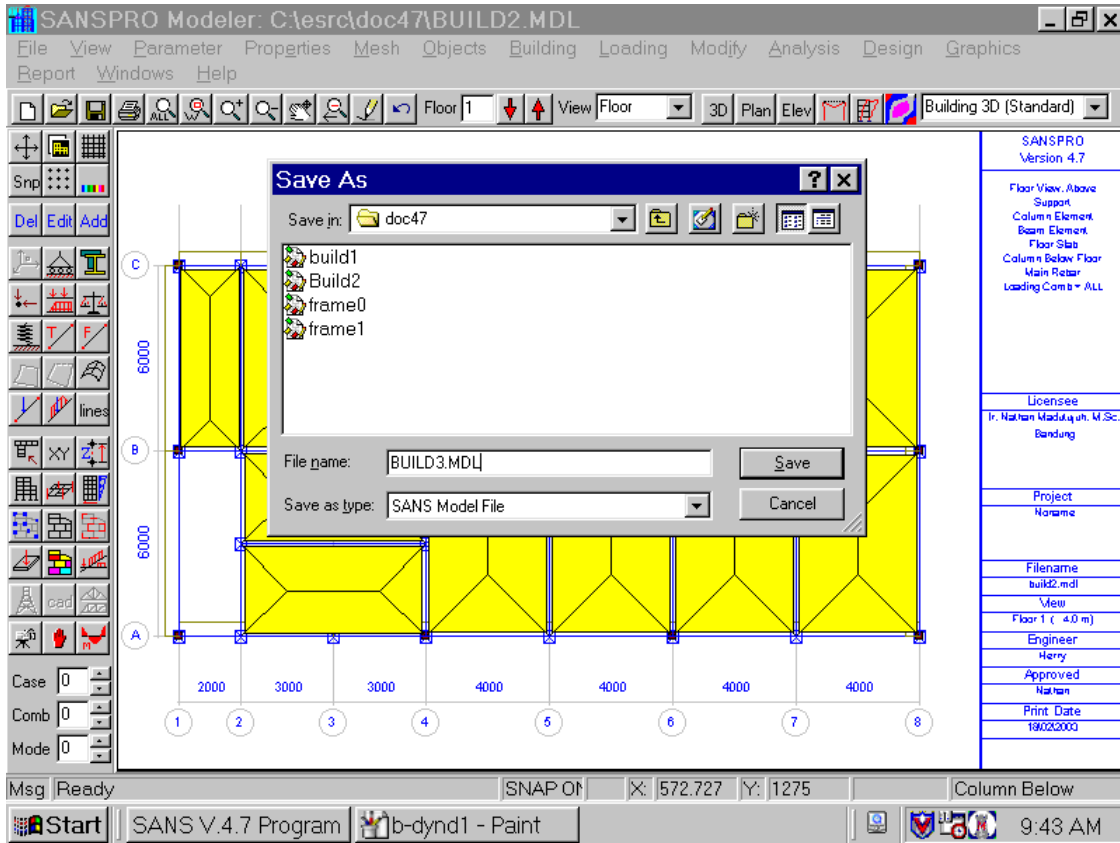 SANSPRO Modeler: C:\esrc\doc47\BUILD2.MDL
File View Parameter Properties Mesh Objects Building Loading Modify Analysis Design Graphics
Report Windows Help
ALL Floor 1 View Floor 3D Plan Elev Building 3D (Standard)
Snp
Del Edit Add
T F
lines
XY Z
cad
M
Case 0
Comb 0
Mode 0
Save As
Save in: doc47
build1
Build2
frame0
frame1
File name: BUILD3.MDL
Save
Save as type: SANS Model File
Cancel
C
6000
B
6000
A
2000 3000 3000 4000 4000 4000 4000
1 2 3 4 5 6 7 8
SANSPRO
Version 4.7
Floor View. Above
Support
Column Element
Beam Element
Floor Slab
Column Below Floor
Main Rebar
Loading Comb = ALL
Licensee
Ir. Nathan Madutujuh. M.Sc.
Bandung
Project
Noname
Filename
build2.mdl
View
Floor 1 ( 4.0 m)
Engineer
Herry
Approved
Nathan
Print Date
18/02/2003
Msg Ready SNAP ON X: 572.727 Y: 1275 Column Below
Start SANS V.4.7 Program b-dynd1 - Paint 9:43 AM